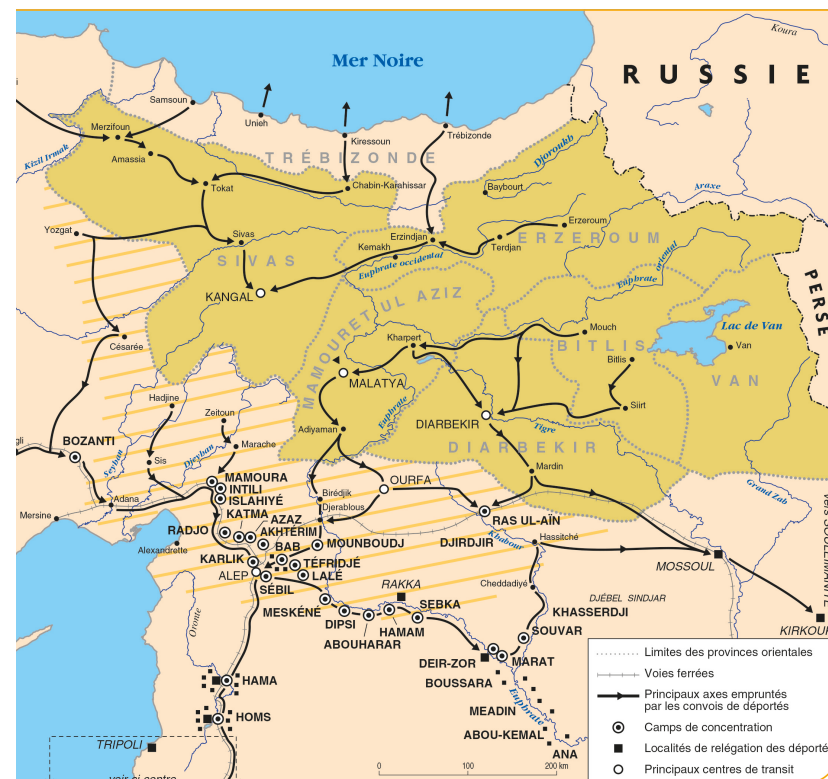 Mer Noire
RUSSIE
Koura
Samsoun
Unieh
Merzifoun
Kiressoun
Trébizonde
TRÉBIZONDE
Amassia
Kizil Irmak
Djoroukh
Tokat
Chabin-Karahissar
Baybourt
Araxe
Yozgat
Sivas
SIVAS
Erzindjan
Erzeroum
ERZEROUM
Terdjan
Kemakh
Euphrate occidental
Euphrate oriental
PERSE
KANGAL
MAMOURET UL AZIZ
Césarée
Kharpert
Mouch
BITLIS
Bitlis
Lac de Van
Van
VAN
MALATYA
Siirt
Hadjine
Zeitoun
Adiyaman
Euphrate
DIARBEKIR
Tigre
DIARBEKIR
BOZANTI
Seyhan
Sis
Djeyhan
Marache
Mardin
Grand Zab
MAMOURA
INTILI
ISLAHIYÉ
Birédjik
Djerablous
OURFA
Adana
Mersine
KATMA
RADJO
AZAZ
AKHTÉRIM
RAS UL-AÏN
DJIRDJIR
Khabour
Hassitché
Alexandrette
BAB
MOUNBOUDJ
KARLIK
TÉFRIDJÉ
ALEP
LALÉ
SÉBIL
MOSSOUL
Cheddadiyé
DJÉBEL SINDJAR
RAKKA
MESKÉNÉ
DIPSI
ABOUHARAR
HAMAM
SEBKA
KHASSERDJI
SOUVAR
KIRKOUK
Oronte
DEIR-ZOR
MARAT
BOUSSARA
Euphrate
HAMA
MEADIN
HOMS
ABOU-KEMAL
ANA
TRIPOLI
0
100
200 km
Limites des provinces orientales
Voies ferrées
Principaux axes empruntés
par les convois de déportés
Camps de concentration
Localités de relégation des déporté
Principaux centres de transit